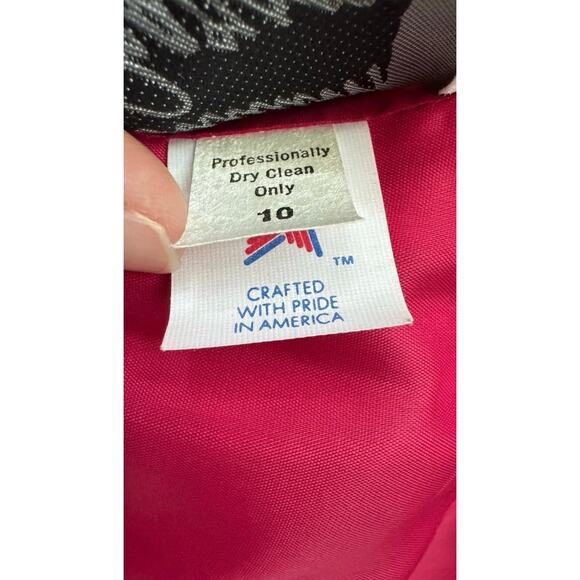 Professionally
Dry Clean
Only
10
TM
CRAFTED
WITH PRIDE
IN AMERICA